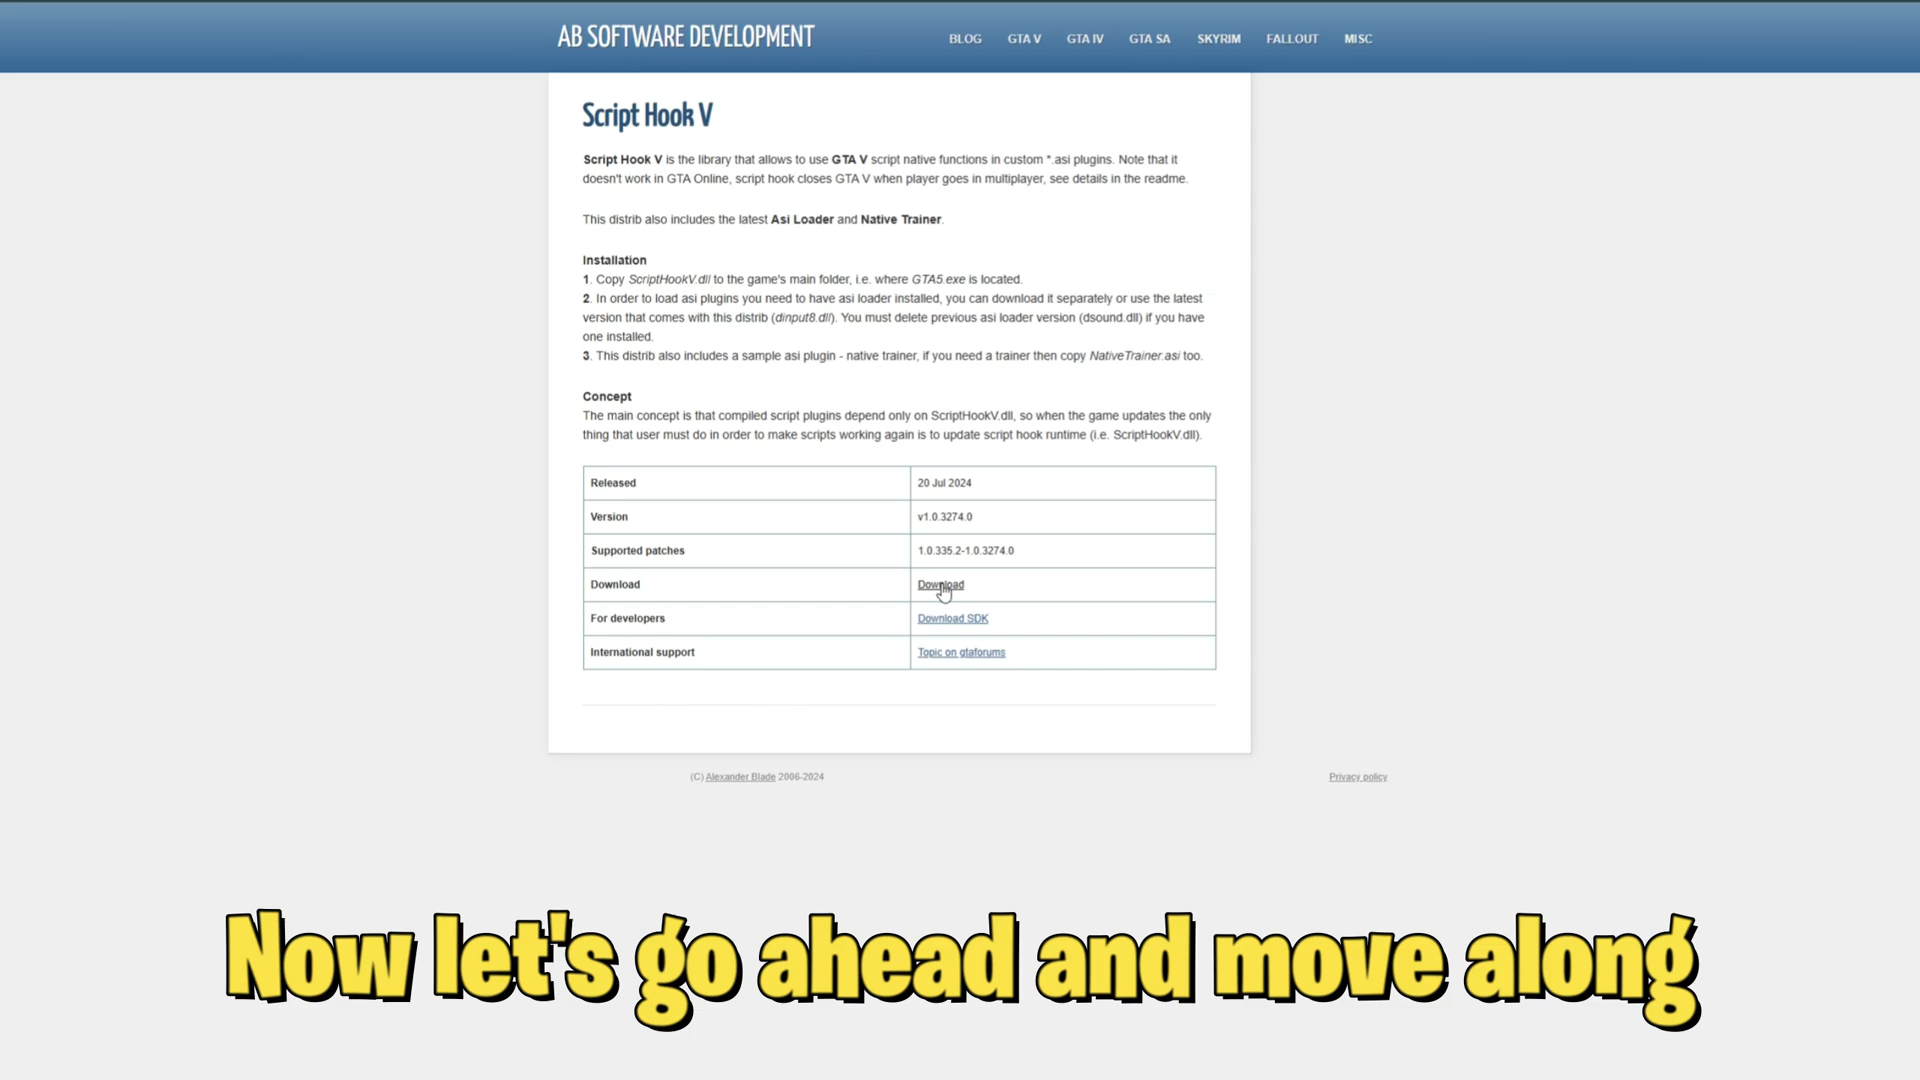 AB SOFTWARE DEVELOPMENT
BLOG GTA V GTA IV GTA SA SKYRIM FALLOUT MISC
Script Hook V
Script Hook V is the library that allows to use GTA V script native functions in custom *.asi plugins. Note that it
doesn't work in GTA Online, script hook closes GTA V when player goes in multiplayer, see details in the readme.
This distrib also includes the latest Asi Loader and Native Trainer.
Installation
1. Copy ScriptHookV.dll to the game's main folder, i.e. where GTA5.exe is located.
2. In order to load asi plugins you need to have asi loader installed, you can download it separately or use the latest
version that comes with this distrib (dinput8.dll). You must delete previous asi loader version (dsound.dll) if you have
one installed.
3. This distrib also includes a sample asi plugin - native trainer, if you need a trainer then copy NativeTrainer.asi too.
Concept
The main concept is that compiled script plugins depend only on ScriptHookV.dll, so when the game updates the only
thing that user must do in order to make scripts working again is to update script hook runtime (i.e. ScriptHookV.dll).
Released 20 Jul 2024
Version v1.0.3274.0
Supported patches 1.0.335.2-1.0.3274.0
Download Download
For developers Download SDK
International support Topic on gtaforums
(C) Alexander Blade 2006-2024 Privacy policy
Now let's go ahead and move along